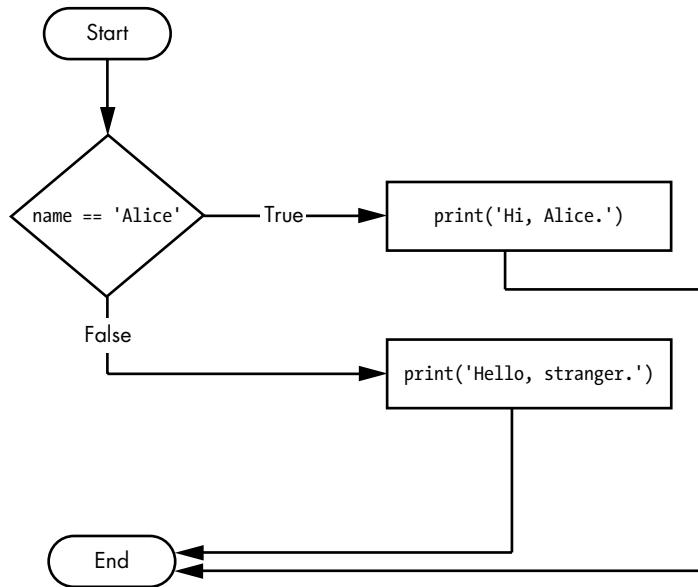 Start
name == 'Alice'
True
print('Hi, Alice.')
False
print('Hello, stranger.')
End